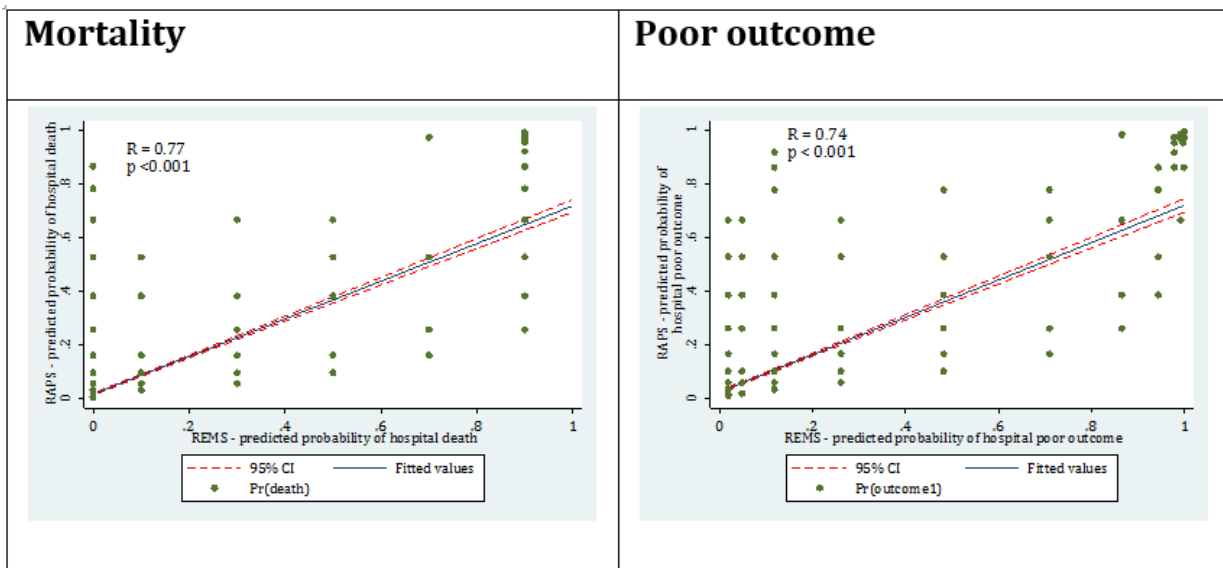 Mortality
Poor outcome
RAPS - predicted probability of hospital death
1
.8
.6
.4
.2
0
R = 0.77
p <0.001
0 .2 .4 .6 .8 1
REMS - predicted probability of hospital death
95% CI
Fitted values
Pr(death)
RAPS - predicted probability of
hospital poor outcome
1
.8
.6
.4
.2
0
R = 0.74
p < 0.001
0 .2 .4 .6 .8 1
REMS - predicted probability of hospital poor outcome
95% CI
Fitted values
Pr(outcome1)